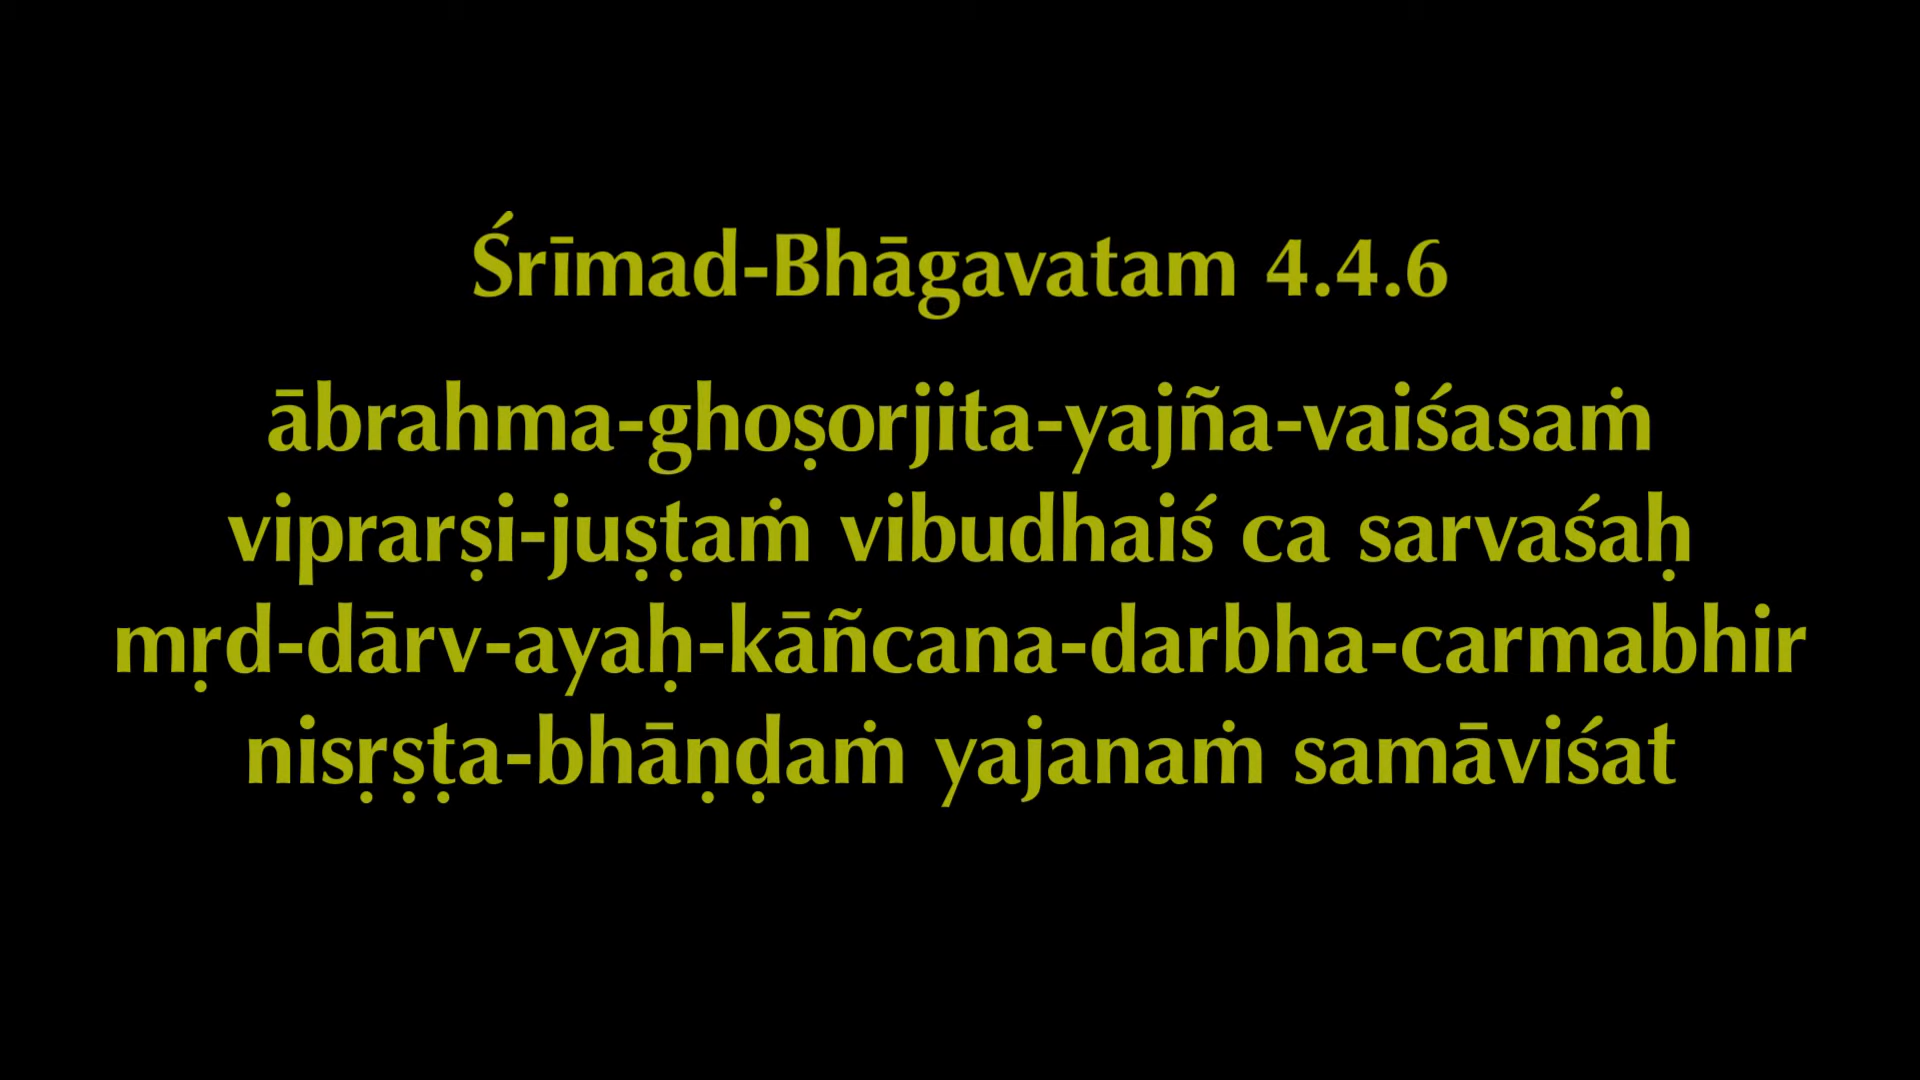 Śrīmad-Bhāgavatam 4.4.6
ābrahma-ghoṣorjita-yajña-vaiśasaṁ
viprarṣi-juṣṭaṁ vibudhaiś ca sarvaśaḥ
mṛd-dārv-ayaḥ-kāñcana-darbha-carmabhir
nisṛṣṭa-bhāṇḍaṁ yajanaṁ samāviśat